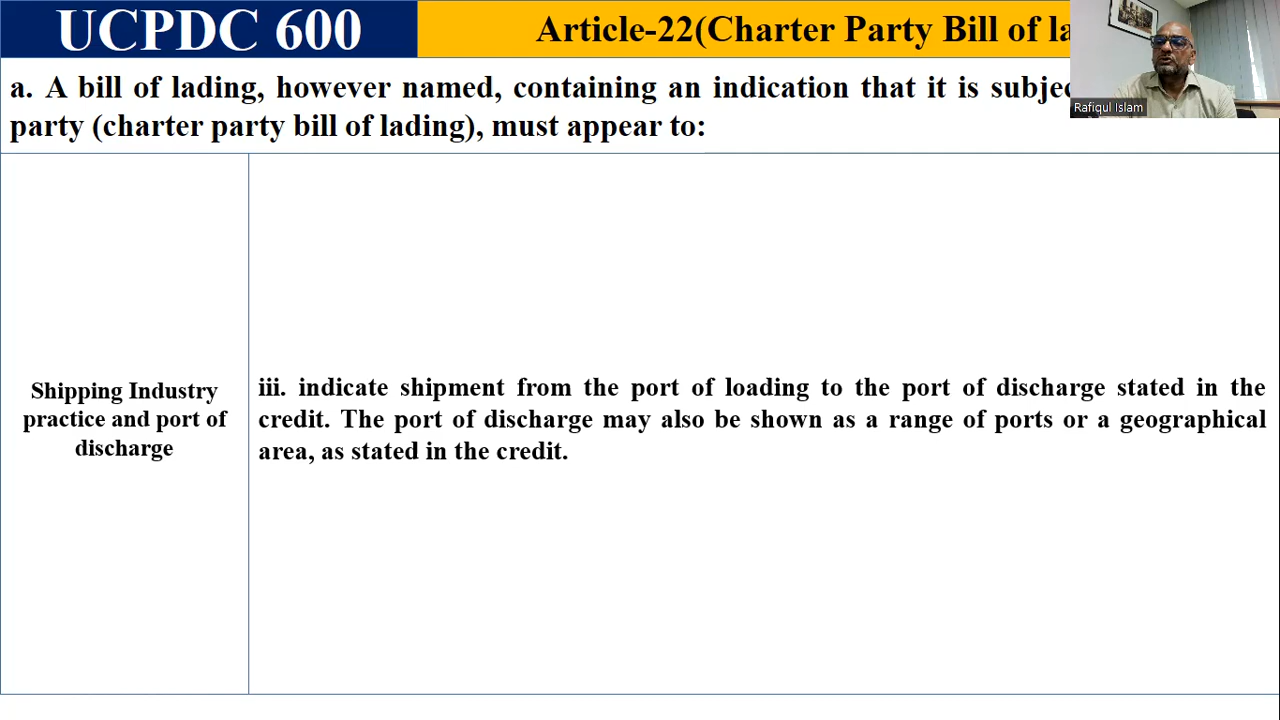 UCPDC 600
Article-22(Charter Party Bill of
Rafiqul Islam
a. A bill of lading, however named, containing an indication that it is
party (charter party bill of lading), must appear to:
Shipping Industry
practice and port of
discharge
iii. indicate shipment from the port of loading to the port of discharge stated in the
credit. The port of discharge may also be shown as a range of ports or a geographical
area, as stated in the credit.